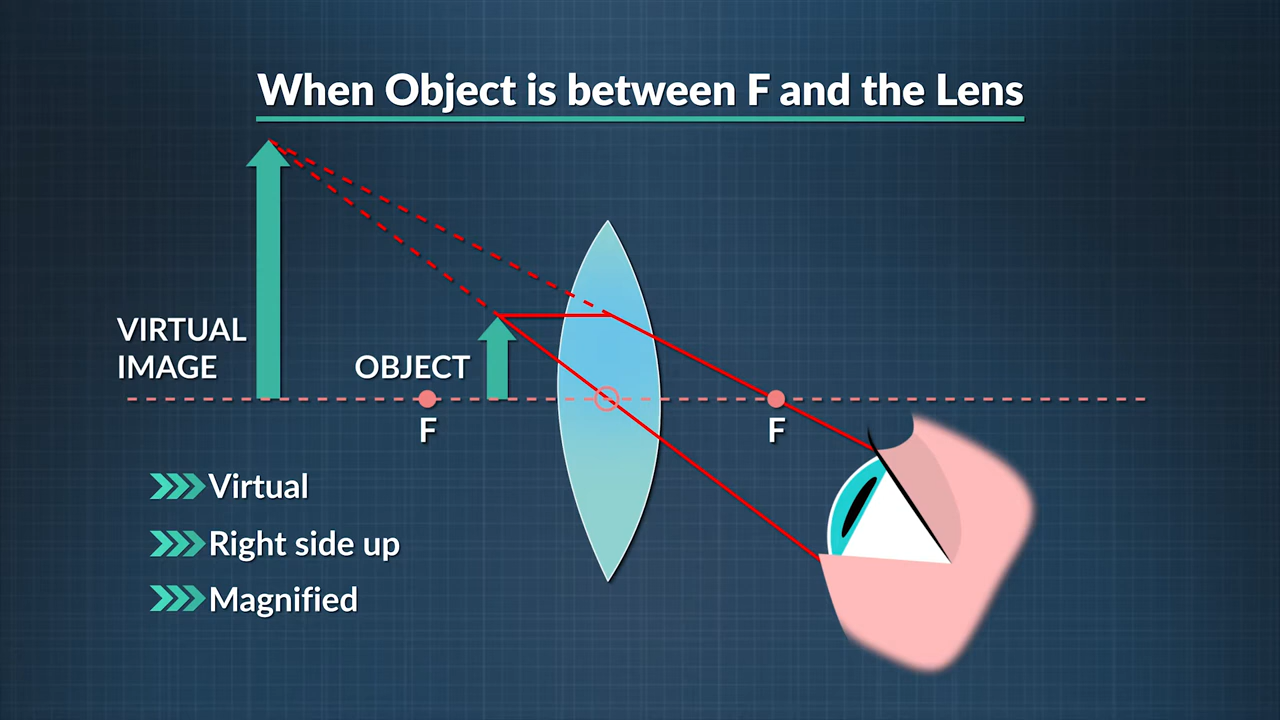 When Object is between F and the Lens
VIRTUAL
IMAGE
OBJECT
F
F
Virtual
Right side up
Magnified